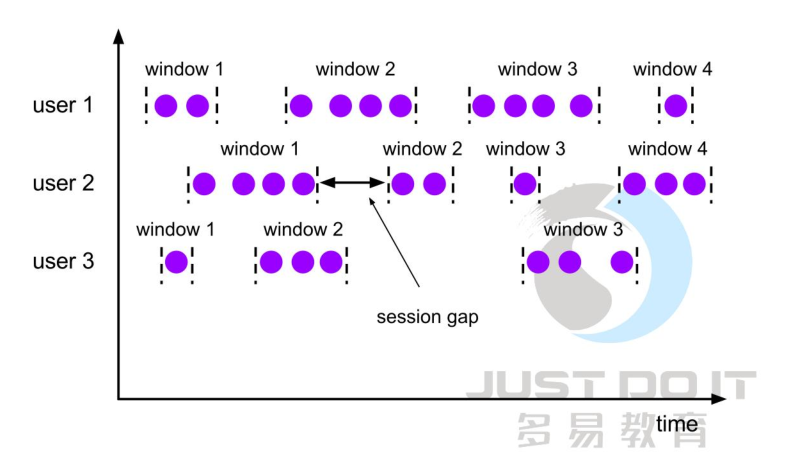 window 1 window 2 window 3 window 4
user 1
window 1 window 2 window 3 window 4
user 2
window 1 window 2 window 3
user 3
session gap
JUST DO IT
多易教育
time